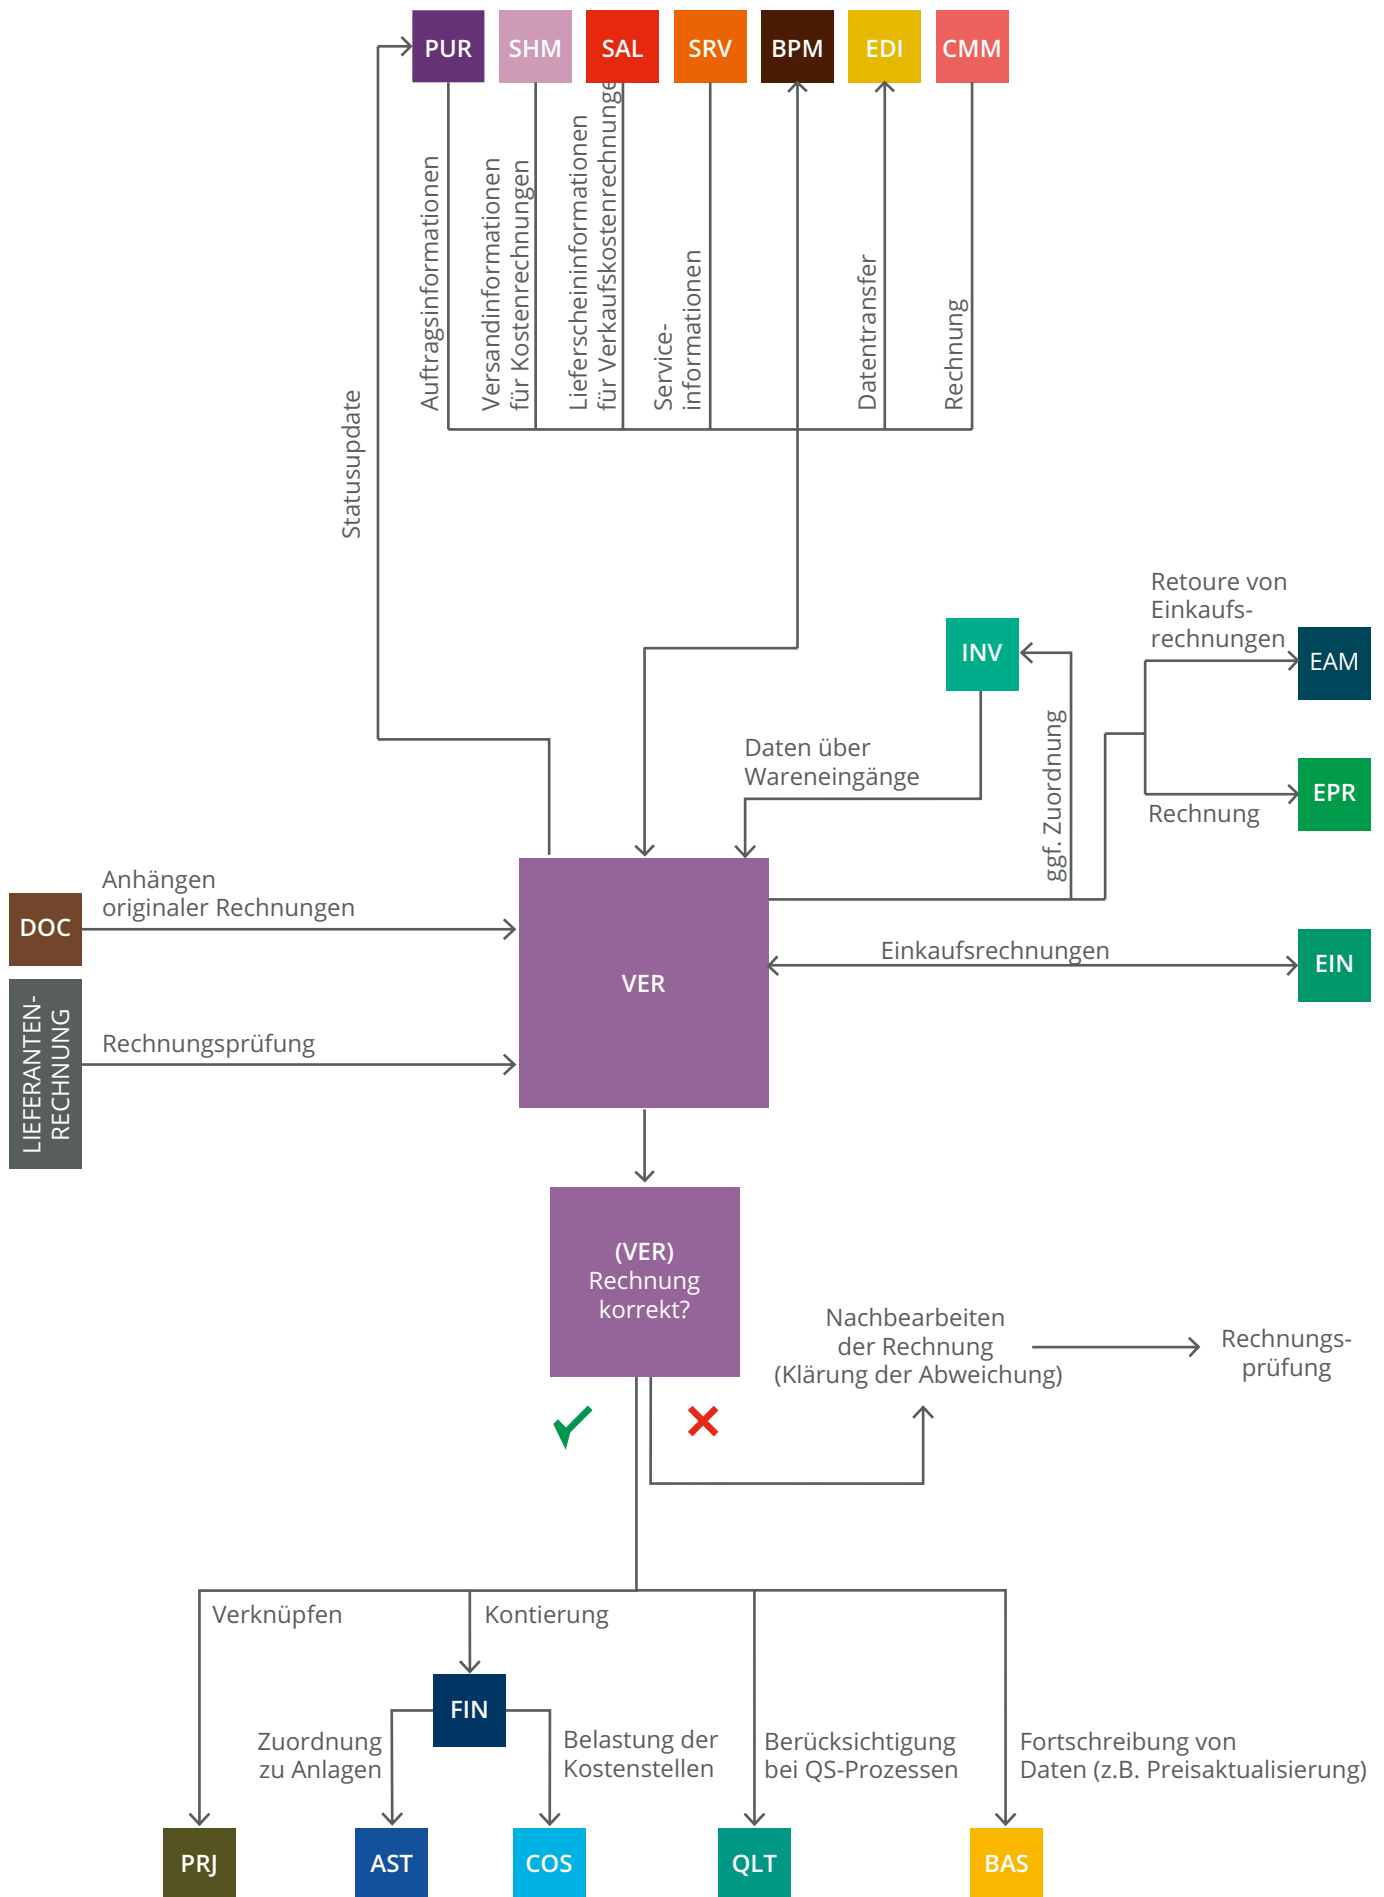 PUR
SHM
SAL
SRV
BPM
EDI
CMM
Statusupdate
Auftragsinformationen
Versandinformationen
für Kostenrechnungen
Lieferscheininformationen
für Verkaufskostenrechnunge
Service-
informationen
Datentransfer
Rechnung
Retoure von
Einkaufs-
rechnungen
EAM
INV
Daten über
Wareneingänge
ggf. Zuordnung
EPR
Rechnung
DOC
Anhängen
originaler Rechnungen
VER
Einkaufsrechnungen
EIN
LIEFERANTEN-
RECHNUNG
Rechnungsprüfung
(VER)
Rechnung
korrekt?
Nachbearbeiten
der Rechnung
(Klärung der Abweichung)
Rechnungs-
prüfung
Verknüpfen
Kontierung
FIN
Zuordnung
zu Anlagen
Belastung der
Kostenstellen
Berücksichtigung
bei QS-Prozessen
Fortschreibung von
Daten (z.B. Preisaktualisierung)
PRJ
AST
COS
QLT
BAS